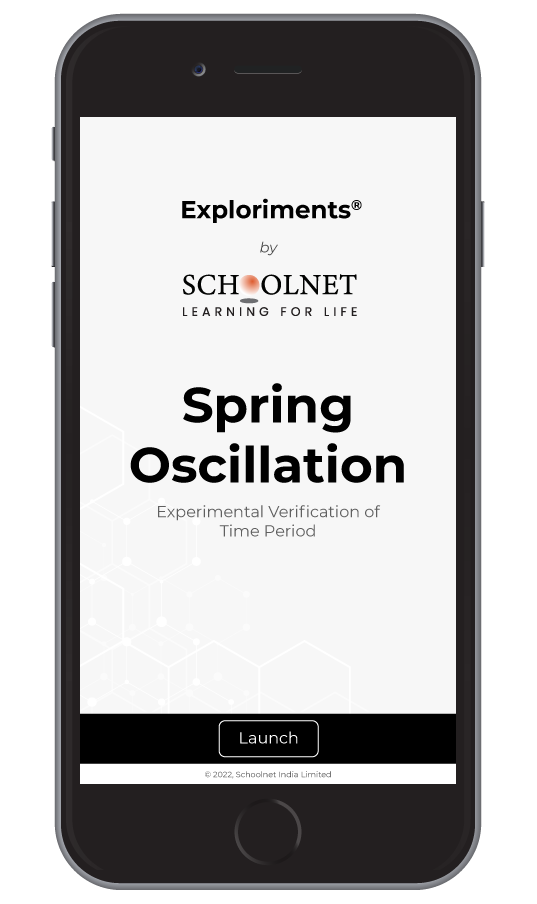 Exploriments®
by
SCHOOLNET
LEARNING FOR LIFE
Spring
Oscillation
Experimental Verification of
Time Period
Launch
© 2022, Schoolnet India Limited